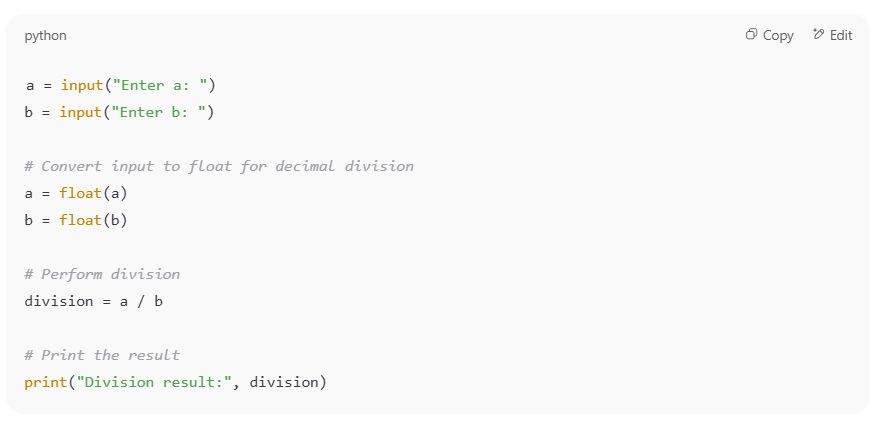 python
Copy Edit
a = input("Enter a: ")
b = input("Enter b: ")
# Convert input to float for decimal division
a = float(a)
b = float(b)
# Perform division
division = a / b
# Print the result
print("Division result:", division)